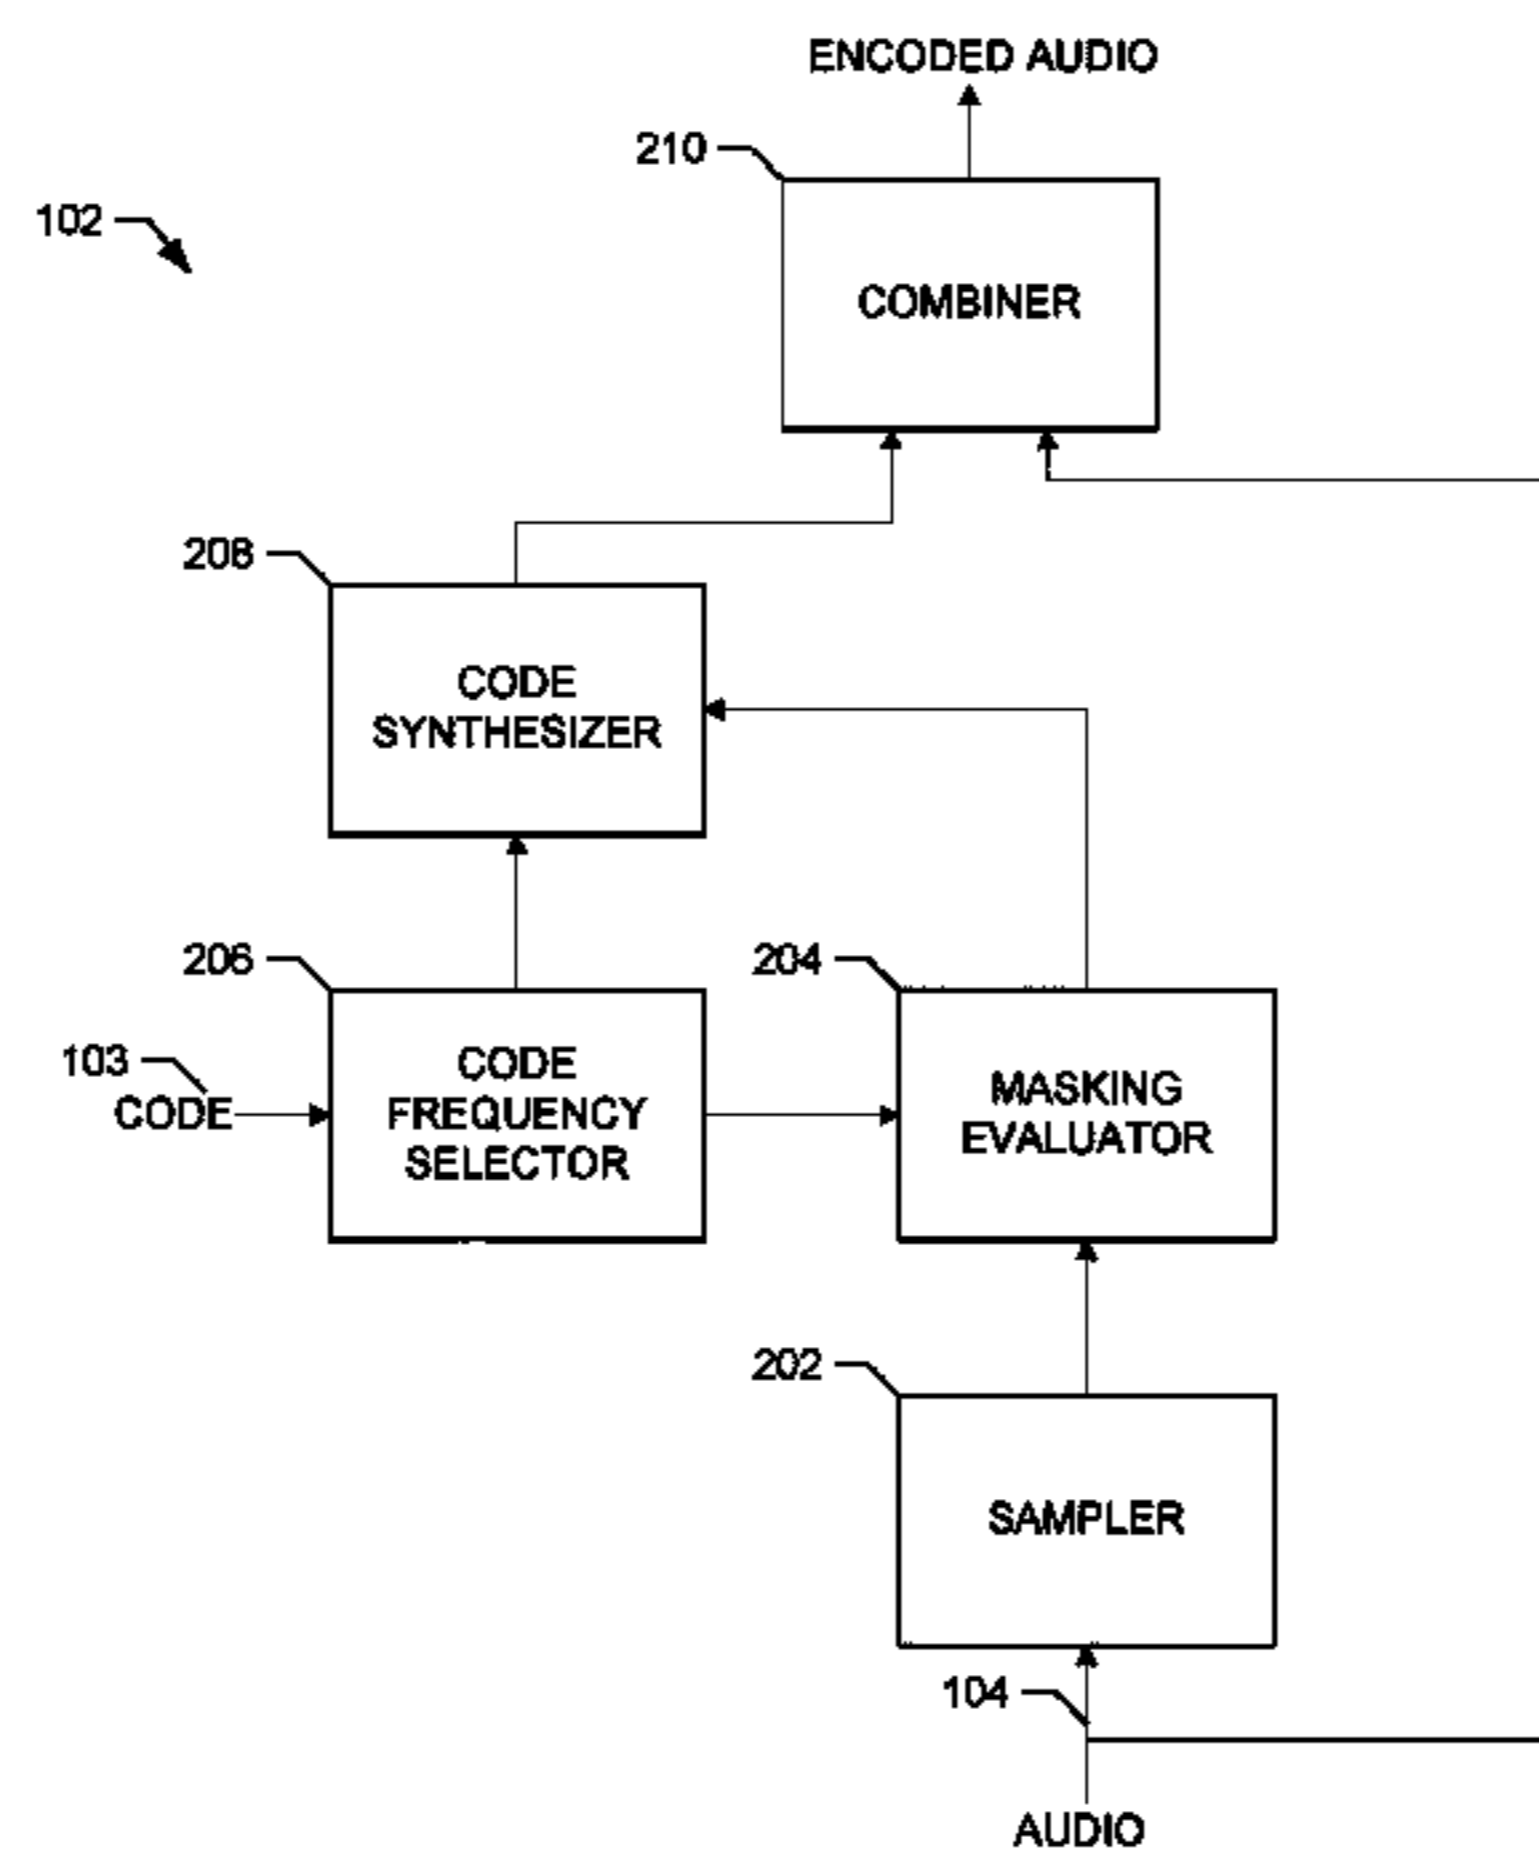 ENCODED AUDIO
210
102
COMBINER
208
CODE
SYNTHESIZER
206
204
103
CODE
CODE
FREQUENCY
SELECTOR
MASKING
EVALUATOR
202
SAMPLER
104
AUDIO